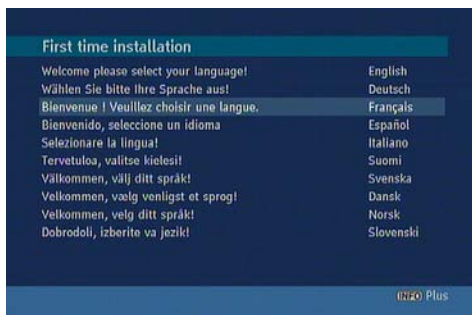 First time installation
Welcome please select your language! English
Wählen Sie bitte Ihre Sprache aus! Deutsch
Bienvenue ! Veuillez choisir une langue. Français
Bienvenido, seleccione un idioma Español
Selezionare la lingua! Italiano
Tervetuloa, valitse kielesi! Suomi
Välkommen, välj ditt språk! Svenska
Velkommen, vælg venligst et sprog! Dansk
Velkommen, velg ditt språk! Norsk
Dobrodoli, izberite va jezik! Slovenski
INFO Plus